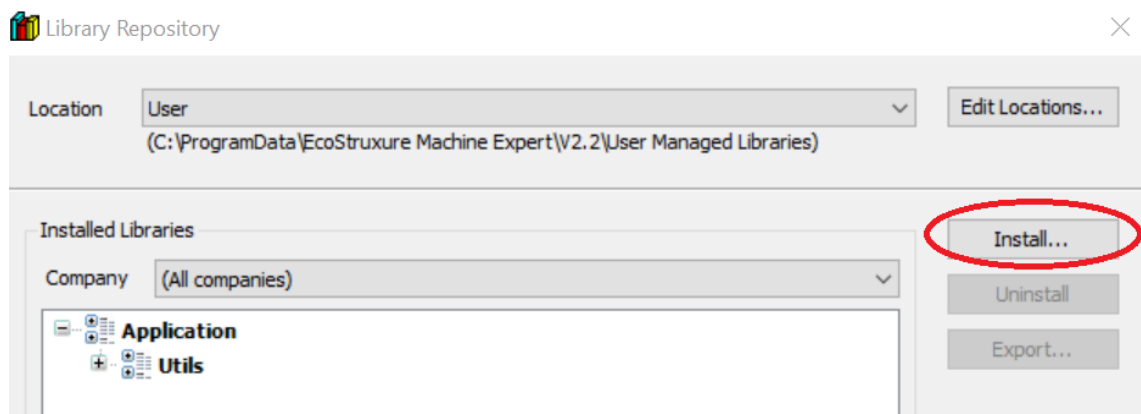 Library Repository
Location User Edit Locations...
(C:\ProgramData\EcoStruxure Machine Expert\V2.2\User Managed Libraries)
Installed Libraries
Install...
Company (All companies)
Uninstall
Application
Export...
Utils